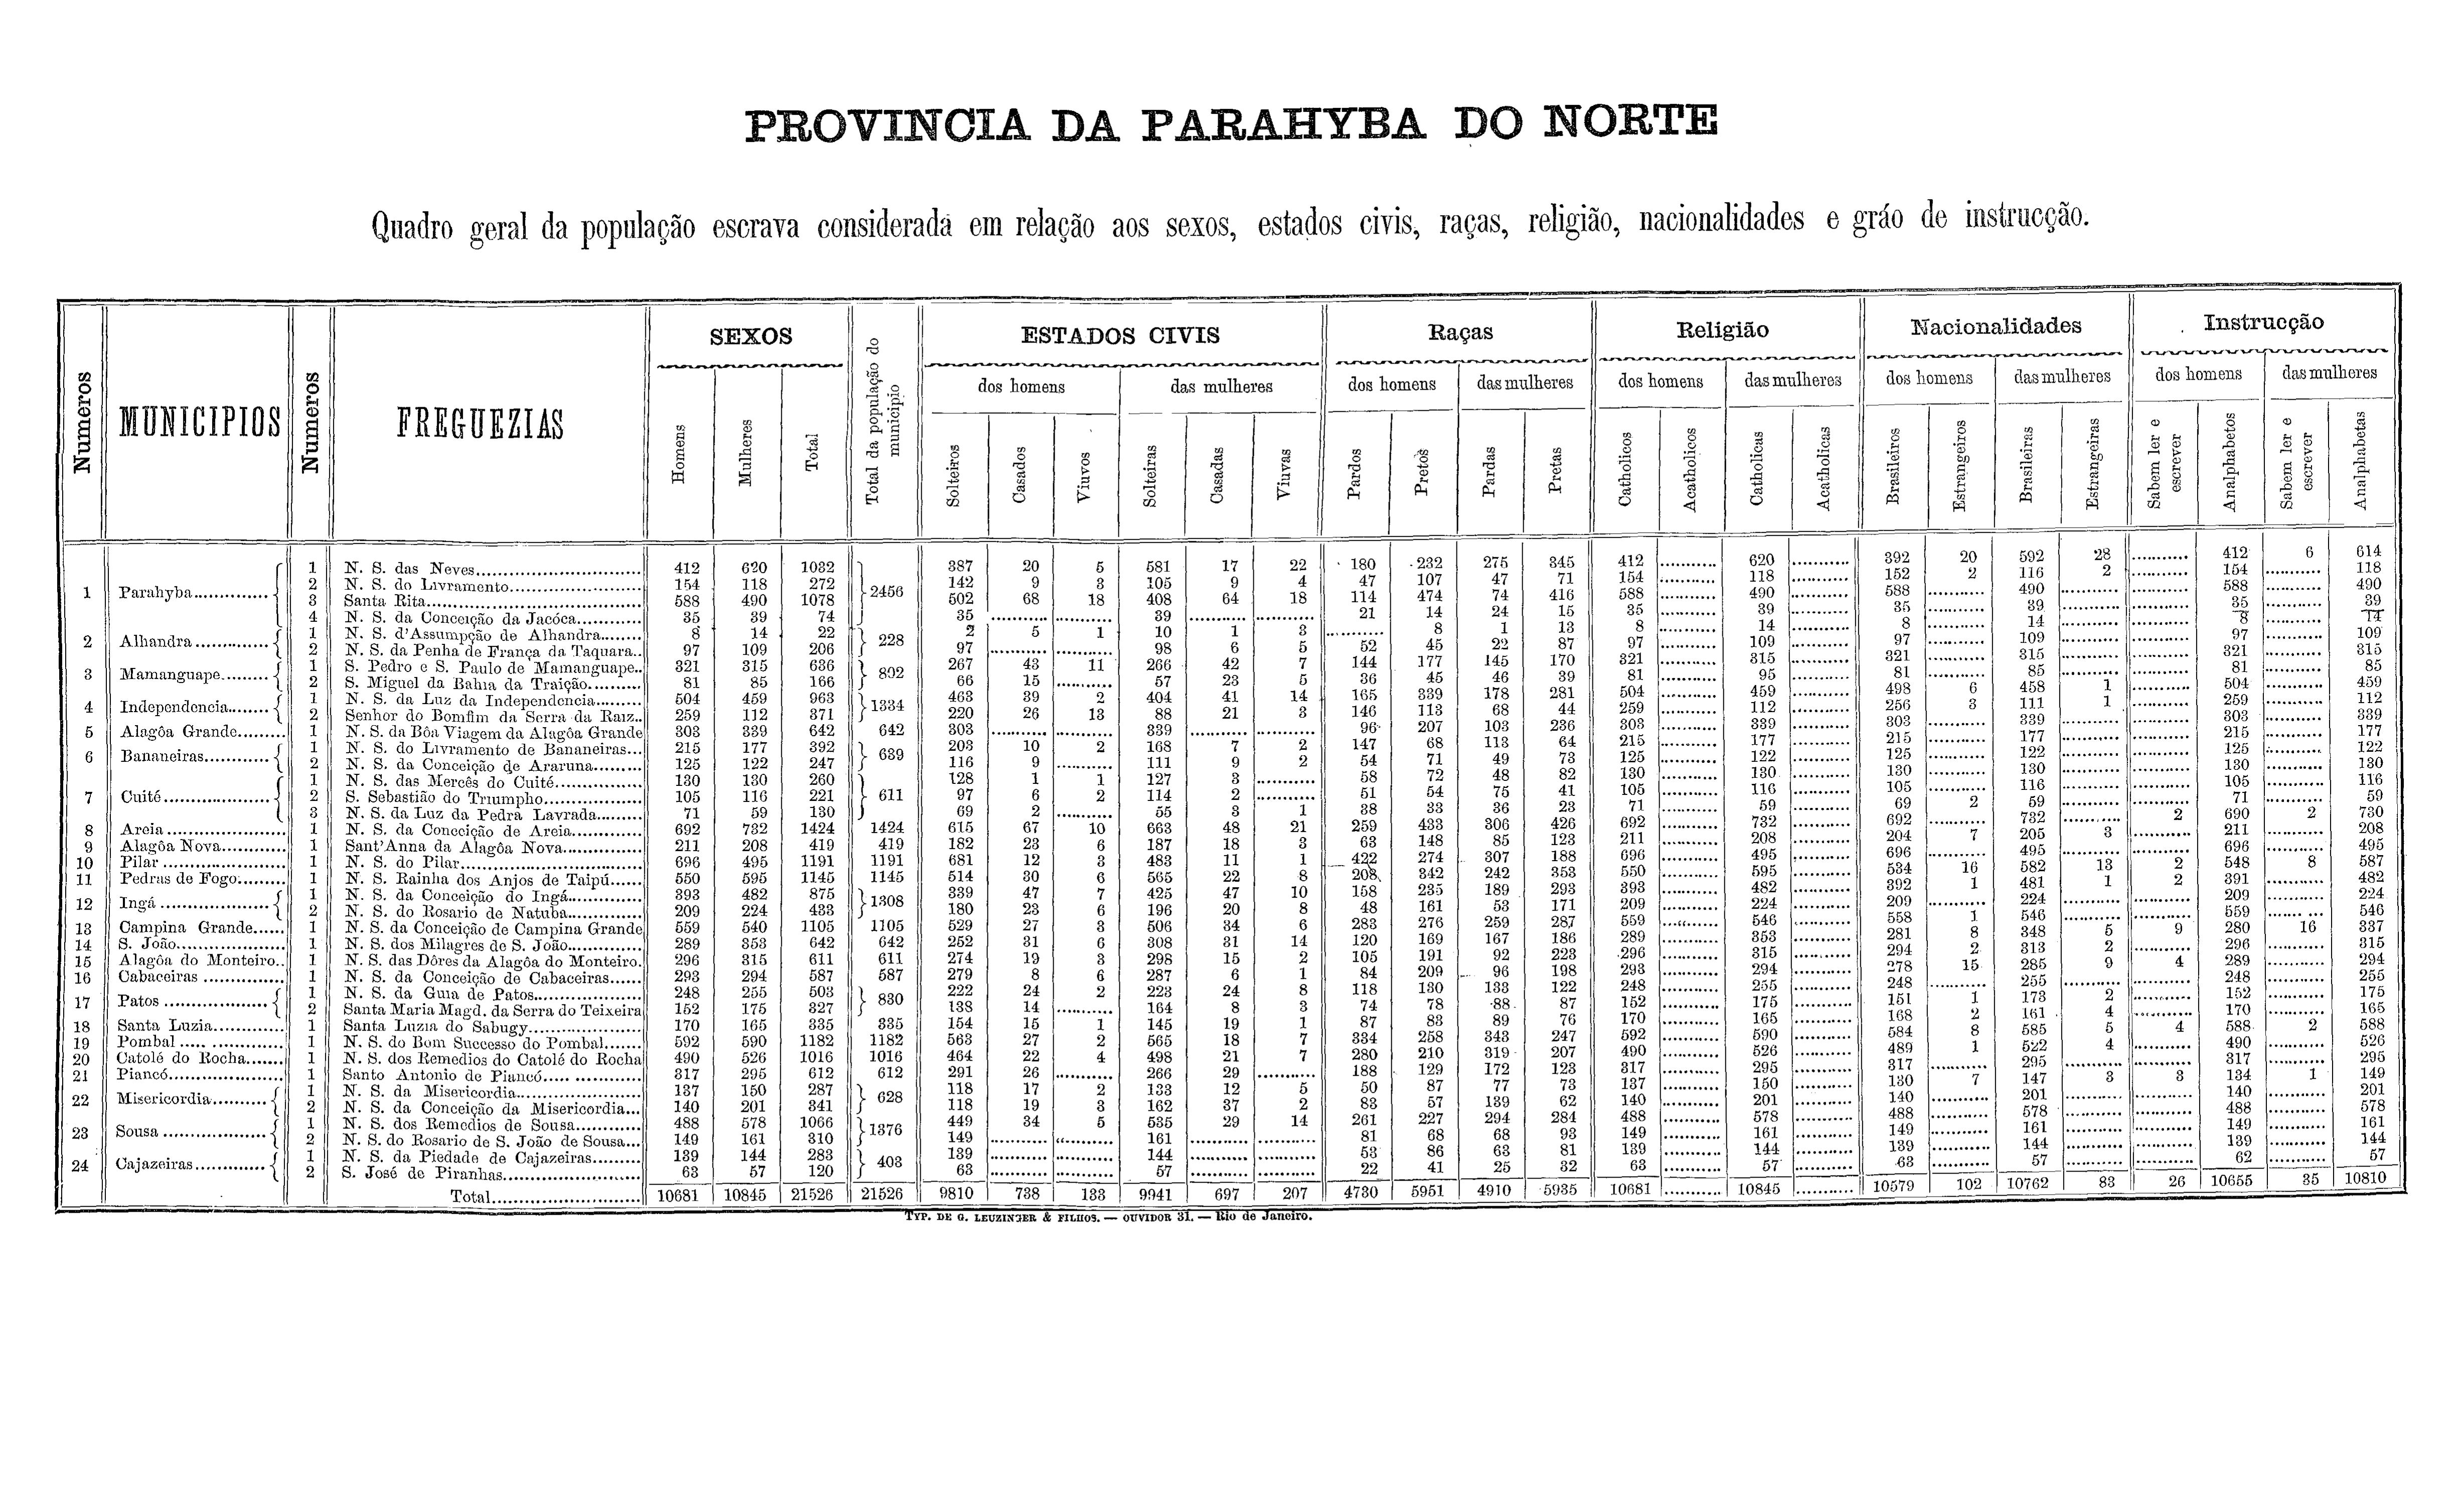 PROVINCIA DA PARAHYBA DO NORTE
Quadro geral da população escrava considerada em relação aos sexos, estados civis, raças, religião, nacionalidades e gráo de instrucção.
Numeros MUNICIPIOS Numeros FREGUEZIAS SEXOS Total da população do municipio ESTADOS CIVIS Raças Religião Nacionalidades Instrucção
dos homens das mulheres dos homens das mulheres dos homens das mulheres dos homens das mulheres dos homens das mulheres
Homens Mulheres Total Solteiros Casados Viuvos Solteiras Casadas Viuvas Pardos Pretos Pardas Pretas Catholicos Acatholicos Catholicas Acatholicas Brasileiros Estrangeiros Brasileiras Estrangeiras Sabem ler e escrever Analphabetos Sabem ler e escrever Analphabetas
1 Parahyba 1 N. S. das Neves 412 620 1032 2456 387 20 5 581 17 22 180 232 275 345 412 ..... 620 ..... 392 20 592 28 ..... 412 6 614
2 N. S. do Livramento 154 118 272 142 9 3 105 9 4 47 107 47 71 154 ..... 118 ..... 152 2 116 2 ..... 154 ..... 118
3 Santa Rita 588 490 1078 502 68 18 408 64 18 114 474 74 416 588 ..... 490 ..... 588 ..... 490 ..... ..... 588 ..... 490
4 N. S. da Conceição da Jacóca 35 39 74 35 ..... ..... 39 ..... ..... 21 14 24 15 35 ..... 39 ..... 35 ..... 39 ..... ..... 35 ..... 39
2 Alhandra 1 N. S. d'Assumpção de Alhandra 8 14 22 228 2 5 1 10 1 3 ..... 8 1 13 8 ..... 14 ..... 8 ..... 14 ..... ..... 8 ..... 14
2 N. S. da Penha de França da Taquara 97 109 206 97 ..... ..... 98 6 5 52 45 22 87 97 ..... 109 ..... 97 ..... 109 ..... ..... 97 ..... 109
3 Mamanguape 1 S. Pedro e S. Paulo de Mamanguape 321 315 636 802 267 43 11 266 42 7 144 177 145 170 321 ..... 315 ..... 321 ..... 315 ..... ..... 321 ..... 315
2 S. Miguel da Bahia da Traição 81 85 166 66 15 ..... 57 23 5 36 45 46 39 81 ..... 95 ..... 81 ..... 85 ..... ..... 81 ..... 85
4 Independencia 1 N. S. da Luz da Independencia 504 459 963 1334 463 39 2 404 41 14 165 339 178 281 504 ..... 459 ..... 498 6 458 1 ..... 504 ..... 459
2 Senhor do Bomfim da Serra da Raiz 259 112 371 220 26 13 88 21 3 146 113 68 44 259 ..... 112 ..... 256 3 111 1 ..... 259 ..... 112
5 Alagôa Grande 1 N. S. da Bôa Viagem da Alagôa Grande 303 339 642 642 303 ..... ..... 339 ..... ..... 96 207 103 236 303 ..... 339 ..... 303 ..... 339 ..... ..... 303 ..... 339
6 Bananeiras 1 N. S. do Livramento de Bananeiras 215 177 392 639 203 10 2 168 7 2 147 68 113 64 215 ..... 177 ..... 215 ..... 177 ..... ..... 215 ..... 177
2 N. S. da Conceição de Araruna 125 122 247 116 9 ..... 111 9 2 54 71 49 73 125 ..... 122 ..... 125 ..... 122 ..... ..... 125 ..... 122
7 Cuité 1 N. S. das Mercês do Cuité 130 130 260 611 128 1 1 127 3 ..... 58 72 48 82 130 ..... 130 ..... 130 ..... 130 ..... ..... 130 ..... 130
2 S. Sebastião do Triumpho 105 116 221 97 6 2 114 2 ..... 51 54 75 41 105 ..... 116 ..... 105 ..... 116 ..... ..... 105 ..... 116
3 N. S. da Luz da Pedra Lavrada 71 59 130 69 2 ..... 55 3 1 38 33 36 23 71 ..... 59 ..... 69 2 59 ..... ..... 71 ..... 59
8 Areia 1 N. S. da Conceição de Areia 692 732 1424 1424 615 67 10 663 48 21 259 433 306 426 692 ..... 732 ..... 692 ..... 732 ..... 2 690 2 730
9 Alagôa Nova 1 Sant'Anna da Alagôa Nova 211 208 419 419 182 23 6 187 18 3 63 148 85 123 211 ..... 208 ..... 204 7 205 3 ..... 211 ..... 208
10 Pilar 1 N. S. do Pilar 696 495 1191 1191 681 12 3 483 11 1 422 274 307 188 696 ..... 495 ..... 696 ..... 495 ..... ..... 696 ..... 495
11 Pedras de Fogo 1 N. S. Rainha dos Anjos de Taipú 550 595 1145 1145 514 30 6 565 22 8 208 342 242 353 550 ..... 595 ..... 534 16 582 13 2 548 8 587
12 Ingá 1 N. S. da Conceição do Ingá 393 482 875 1308 339 47 7 425 47 10 158 235 189 293 393 ..... 482 ..... 392 1 481 1 2 391 ..... 482
2 N. S. do Rosario de Natuba 209 224 433 180 23 6 196 20 8 48 161 53 171 209 ..... 224 ..... 209 ..... 224 ..... ..... 209 ..... 224
13 Campina Grande 1 N. S. da Conceição de Campina Grande 559 540 1105 1105 529 27 3 506 34 6 283 276 259 287 559 ..... 546 ..... 558 1 546 ..... ..... 559 ..... 546
14 S. João 1 N. S. dos Milagres de S. João 289 353 642 642 252 31 6 308 31 14 120 169 167 186 289 ..... 353 ..... 281 8 348 5 9 280 16 337
15 Alagôa do Monteiro 1 N. S. das Dôres da Alagôa do Monteiro 296 315 611 611 274 19 3 298 15 2 105 191 92 223 296 ..... 315 ..... 294 2 313 2 ..... 296 ..... 315
16 Cabaceiras 1 N. S. da Conceição de Cabaceiras 293 294 587 587 279 8 6 287 6 1 84 209 96 198 293 ..... 294 ..... 278 15 285 9 4 289 ..... 294
17 Patos 1 N. S. da Guia de Patos 248 255 503 830 222 24 2 223 24 8 118 130 133 122 248 ..... 255 ..... 248 ..... 255 ..... ..... 248 ..... 255
2 Santa Maria Magd. da Serra do Teixeira 152 175 327 138 14 ..... 164 8 3 74 78 88 87 152 ..... 175 ..... 151 1 173 2 ..... 152 ..... 175
18 Santa Luzia 1 Santa Luzia do Sabugy 170 165 335 335 154 15 1 145 19 1 87 83 89 76 170 ..... 165 ..... 168 2 161 4 ..... 170 ..... 165
19 Pombal 1 N. S. do Bom Successo do Pombal 592 590 1182 1182 563 27 2 565 18 7 334 258 343 247 592 ..... 590 ..... 584 8 585 5 4 588 2 588
20 Catolé do Rocha 1 N. S. dos Remedios do Catolé do Rocha 490 526 1016 1016 464 22 4 498 21 7 280 210 319 207 490 ..... 526 ..... 489 1 522 4 ..... 490 ..... 526
21 Piancó 1 Santo Antonio de Piancó 317 295 612 612 291 26 ..... 266 29 ..... 188 129 172 123 317 ..... 295 ..... 317 ..... 295 ..... ..... 317 ..... 295
22 Misericordia 1 N. S. da Misericordia 137 150 287 628 118 17 2 133 12 5 50 87 77 73 137 ..... 150 ..... 130 7 147 3 3 134 1 149
2 N. S. da Conceição da Misericordia 140 201 341 118 19 3 162 37 2 83 57 139 62 140 ..... 201 ..... 140 ..... 201 ..... ..... 140 ..... 201
23 Sousa 1 N. S. dos Remedios de Sousa 488 578 1066 1376 449 34 5 535 29 14 261 227 294 284 488 ..... 578 ..... 488 ..... 578 ..... ..... 488 ..... 578
2 N. S. do Rosario de S. João de Sousa 149 161 310 149 ..... ..... 161 ..... ..... 81 68 68 93 149 ..... 161 ..... 149 ..... 161 ..... ..... 149 ..... 161
24 Cajazeiras 1 N. S. da Piedade de Cajazeiras 139 144 283 403 139 ..... ..... 144 ..... ..... 53 86 63 81 139 ..... 144 ..... 139 ..... 144 ..... ..... 139 ..... 144
2 S. José de Piranhas 63 57 120 63 ..... ..... 57 ..... ..... 22 41 25 32 63 ..... 57 ..... 63 ..... 57 ..... ..... 62 ..... 57
Total 10681 10845 21526 21526 9810 738 133 9941 697 207 4730 5951 4910 5935 10681 ..... 10845 ..... 10579 102 10762 83 26 10655 35 10810
TYP. DE G. LEUZINGER & FILHOS. — OUVIDOR 31. — Rio de Janeiro.